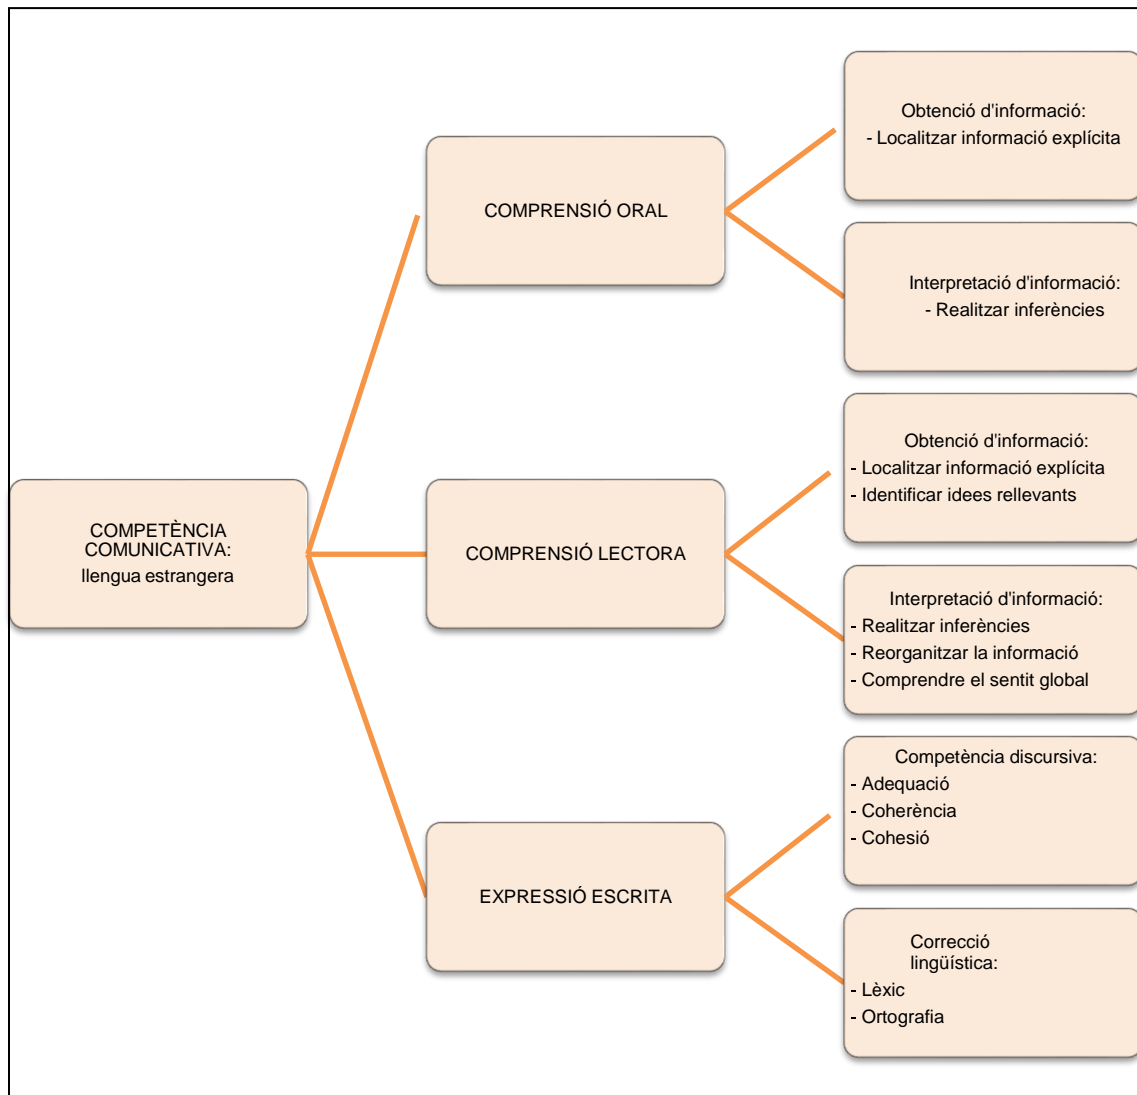 COMPETÈNCIA
COMUNICATIVA:
llengua estrangera
COMPRENSIÓ ORAL
Obtenció d'informació:
- Localitzar informació explícita
Interpretació d'informació:
- Realitzar inferències
COMPRENSIÓ LECTORA
Obtenció d'informació:
- Localitzar informació explícita
- Identificar idees rellevants
Interpretació d'informació:
- Realitzar inferències
- Reorganitzar la informació
- Comprendre el sentit global
EXPRESSIÓ ESCRITA
Competència discursiva:
- Adequació
- Coherència
- Cohesió
Correcció
lingüística:
- Lèxic
- Ortografia